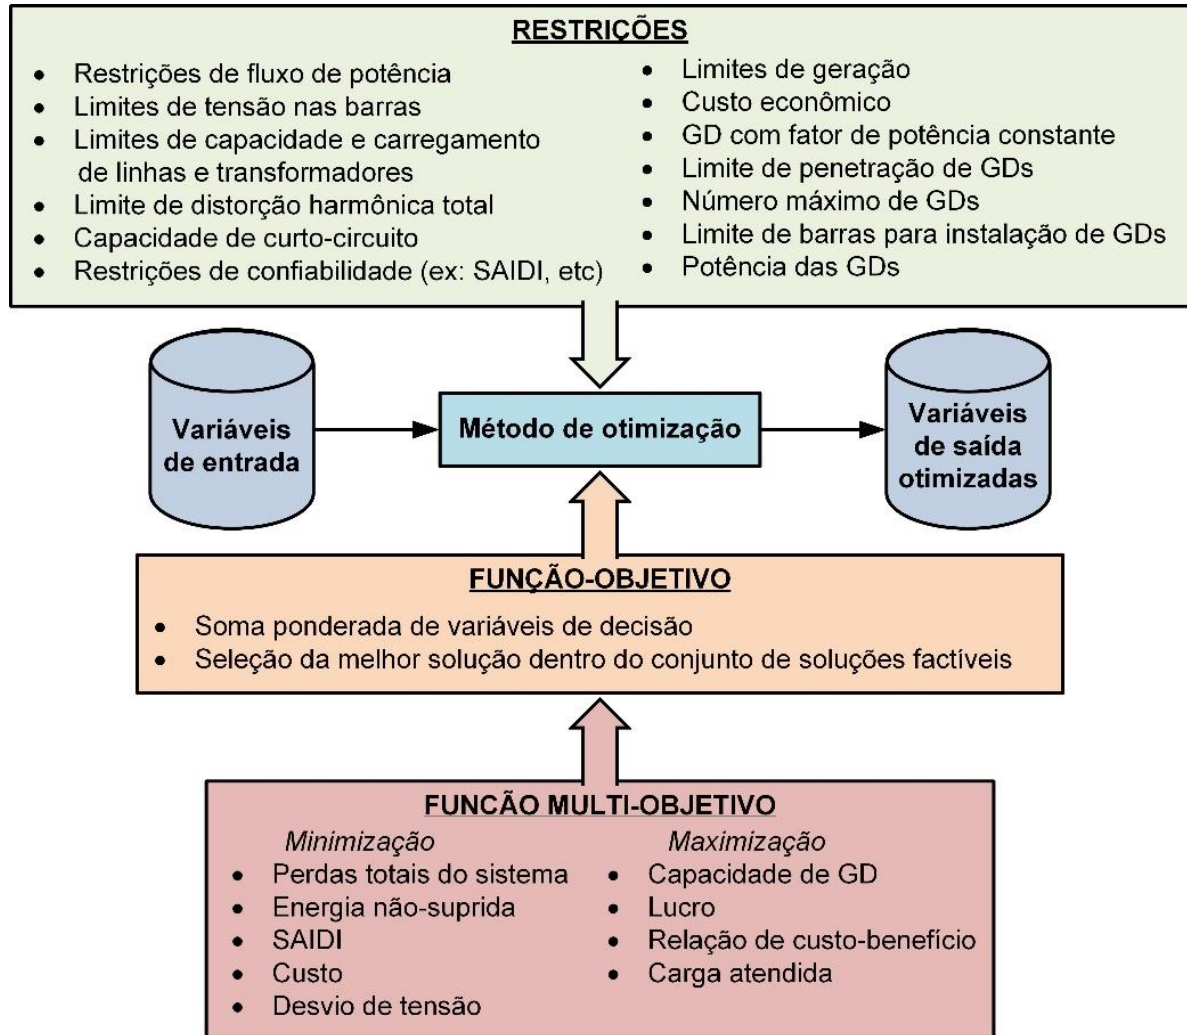 RESTRIÇÕES
• Restrições de fluxo de potência
• Limites de tensão nas barras
• Limites de capacidade e carregamento
de linhas e transformadores
• Limite de distorção harmônica total
• Capacidade de curto-circuito
• Restrições de confiabilidade (ex: SAIDI, etc)
• Limites de geração
• Custo econômico
• GD com fator de potência constante
• Limite de penetração de GDs
• Número máximo de GDs
• Limite de barras para instalação de GDs
• Potência das GDs
Variáveis
de entrada
Método de otimização
Variáveis
de saída
otimizadas
FUNÇÃO-OBJETIVO
• Soma ponderada de variáveis de decisão
• Seleção da melhor solução dentro do conjunto de soluções factíveis
FUNCÃO MULTI-OBJETIVO
Minimização
• Perdas totais do sistema
• Energia não-suprida
• SAIDI
• Custo
• Desvio de tensão
Maximização
• Capacidade de GD
• Lucro
• Relação de custo-benefício
• Carga atendida